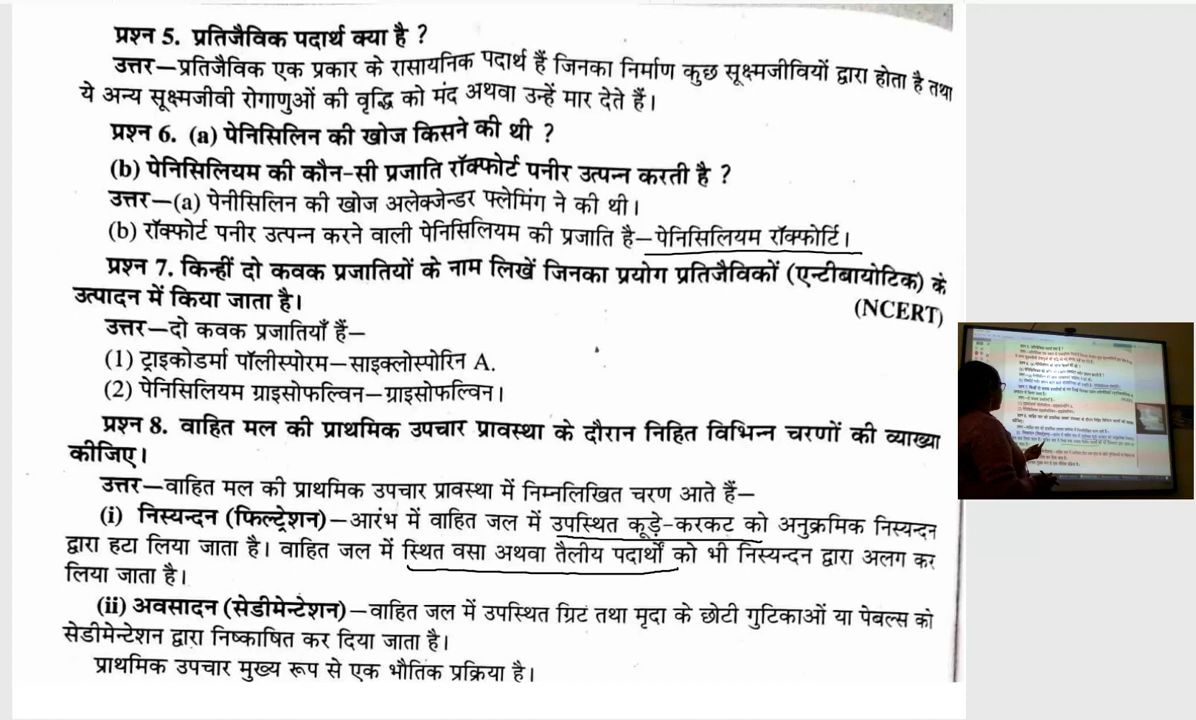 प्रश्न 5. प्रतिजैविक पदार्थ क्या है ?
उत्तर—प्रतिजैविक एक प्रकार के रासायनिक पदार्थ हैं जिनका निर्माण कुछ सूक्ष्मजीवियों द्वारा होता है तथा
ये अन्य सूक्ष्मजीवी रोगाणुओं की वृद्धि को मंद अथवा उन्हें मार देते हैं।
प्रश्न 6. (a) पेनिसिलिन की खोज किसने की थी ?
(b) पेनिसिलियम की कौन-सी प्रजाति रॉक्फोर्ट पनीर उत्पन्न करती है ?
उत्तर—(a) पेनीसिलिन की खोज अलेक्जेन्डर फ्लेमिंग ने की थी।
(b) रॉक्फोर्ट पनीर उत्पन्न करने वाली पेनिसिलियम की प्रजाति है—पेनिसिलियम रॉक्फोर्टि।
प्रश्न 7. किन्हीं दो कवक प्रजातियों के नाम लिखें जिनका प्रयोग प्रतिजैविकों (एन्टीबायोटिक) के
उत्पादन में किया जाता है। (NCERT)
उत्तर—दो कवक प्रजातियाँ हैं—
(1) ट्राइकोडर्मा पॉलीस्पोरम—साइक्लोस्पोरिन A.
(2) पेनिसिलियम ग्राइसोफल्विन—ग्राइसोफल्विन।
प्रश्न 8. वाहित मल की प्राथमिक उपचार प्रावस्था के दौरान निहित विभिन्न चरणों की व्याख्या
कीजिए।
उत्तर—वाहित मल की प्राथमिक उपचार प्रावस्था में निम्नलिखित चरण आते हैं—
(i) निस्यन्दन (फिल्ट्रेशन)—आरंभ में वाहित जल में उपस्थित कूड़े-करकट को अनुक्रमिक निस्यन्दन
द्वारा हटा लिया जाता है। वाहित जल में स्थित वसा अथवा तैलीय पदार्थों को भी निस्यन्दन द्वारा अलग कर
लिया जाता है।
(ii) अवसादन (सेडीमेन्टेशन)—वाहित जल में उपस्थित ग्रिट तथा मृदा के छोटी गुटिकाओं या पेबल्स को
सेडीमेन्टेशन द्वारा निष्काषित कर दिया जाता है।
प्राथमिक उपचार मुख्य रूप से एक भौतिक प्रक्रिया है।